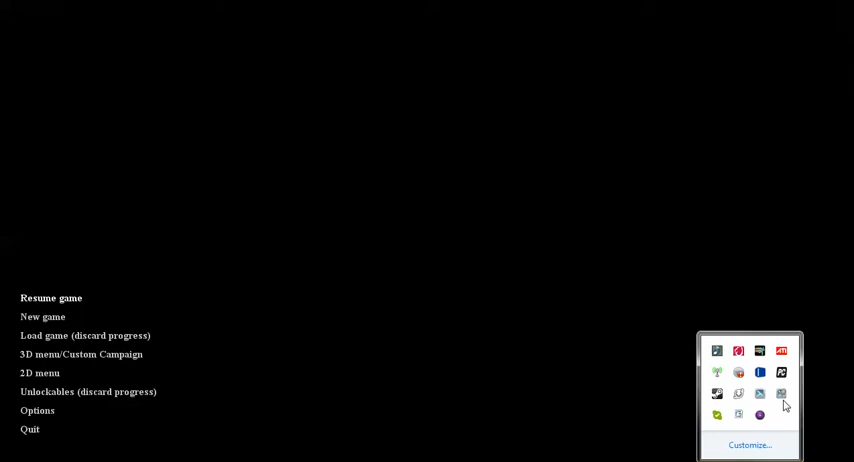 Resume game
New game
Load game (discard progress)
3D menu/Custom Campaign
2D menu
Unlockables (discard progress)
Options
Quit
ATI
Customize...